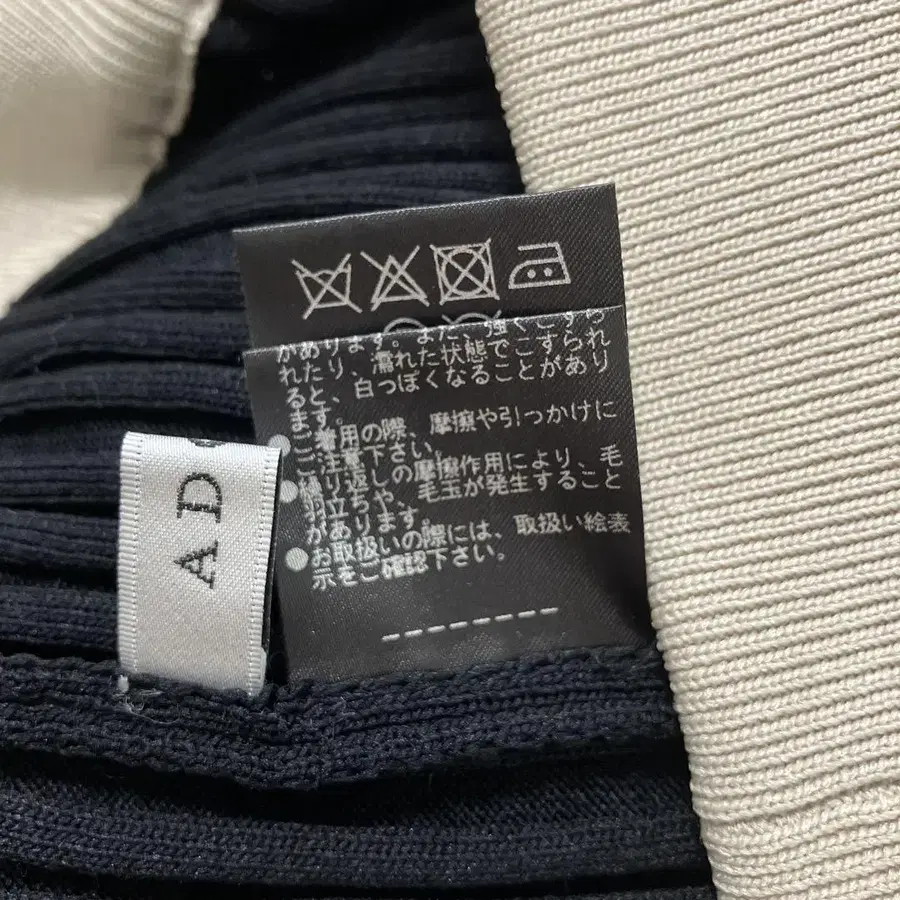 があります。また、強くこすら
れたり、濡れた状態でこすられ
ると、白っぽくなることがあり
ます。
●着用の際、摩擦や引っかけに
ご注意下さい。
●繰り返しの摩擦作用により、毛
羽立ちや、毛玉が発生すること
があります。
●お取扱いの際には、取扱い絵表
示をご確認下さい。
--------
AD